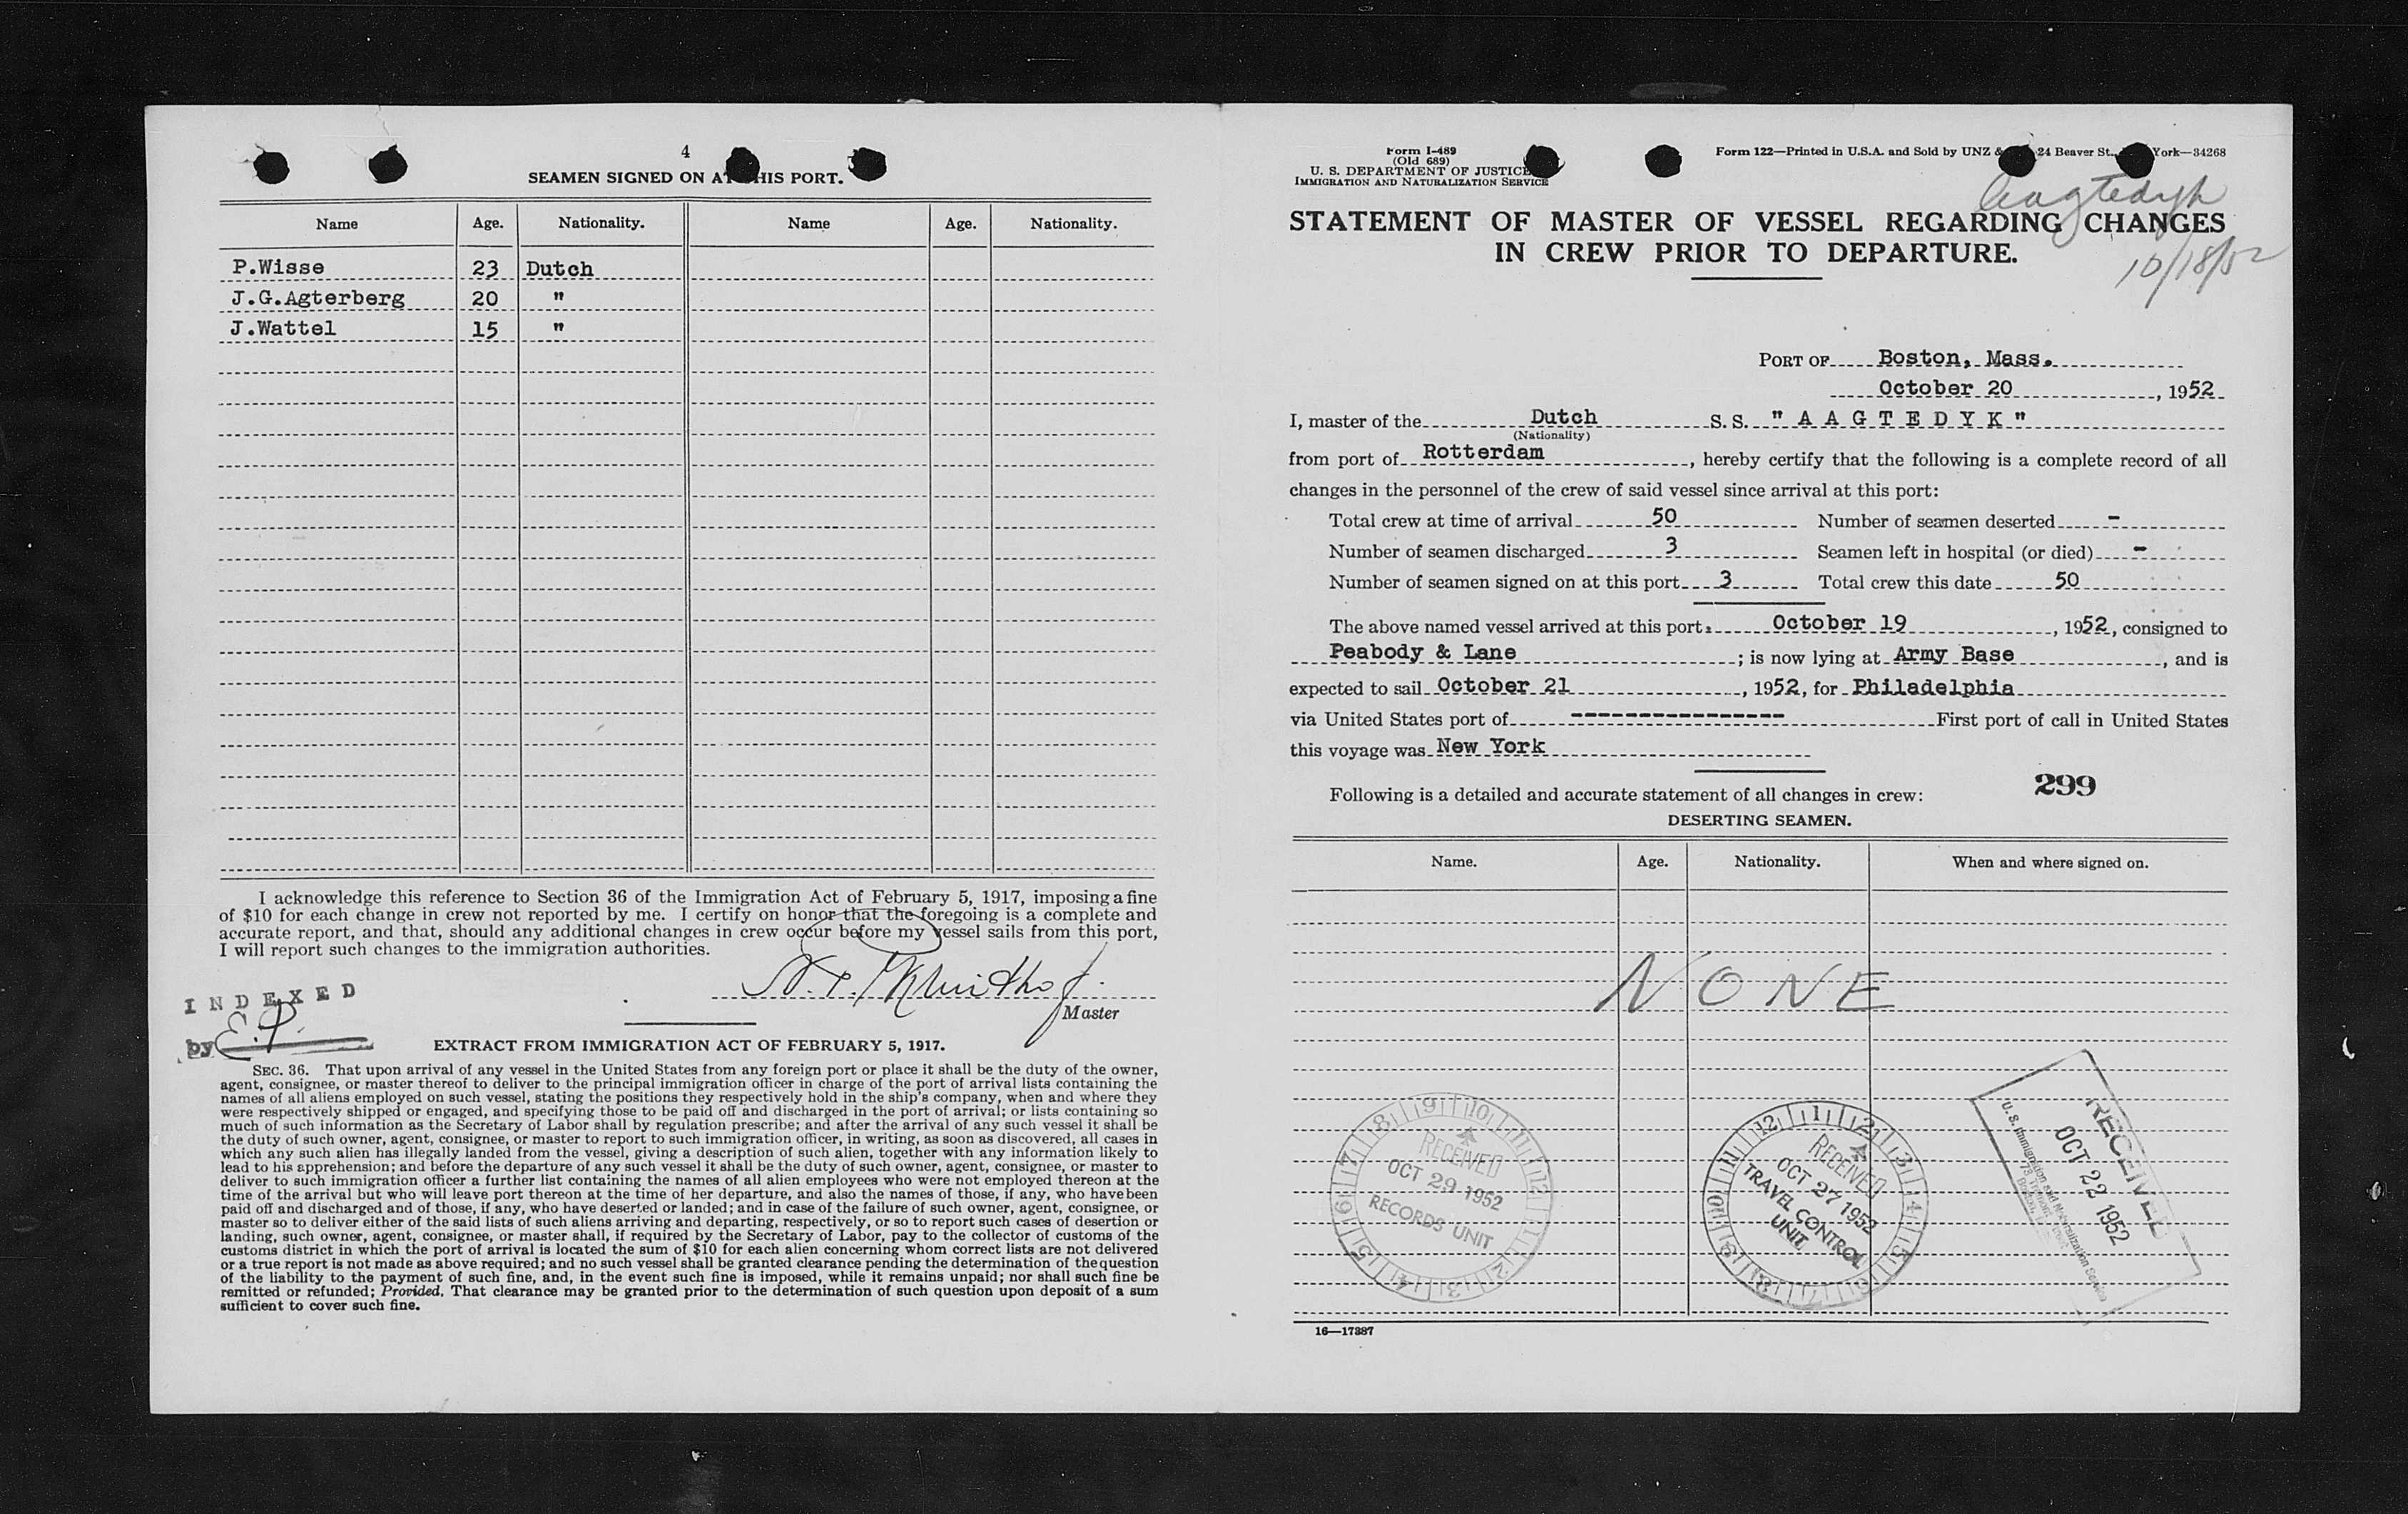 4
SEAMEN SIGNED ON AT THIS PORT.
Name Age. Nationality. Name Age. Nationality.
P.Wisse 23 Dutch
J.G.Agterberg 20 "
J.Wattel 15 "
I acknowledge this reference to Section 36 of the Immigration Act of February 5, 1917, imposing a fine
of $10 for each change in crew not reported by me. I certify on honor that the foregoing is a complete and
accurate report, and that, should any additional changes in crew occur before my vessel sails from this port,
I will report such changes to the immigration authorities.
INDEXED
by E.P.
Master
EXTRACT FROM IMMIGRATION ACT OF FEBRUARY 5, 1917.
SEC. 36. That upon arrival of any vessel in the United States from any foreign port or place it shall be the duty of the owner,
agent, consignee, or master thereof to deliver to the principal immigration officer in charge of the port of arrival lists containing the
names of all aliens employed on such vessel, stating the positions they respectively hold in the ship's company, when and where they
were respectively shipped or engaged, and specifying those to be paid off and discharged in the port of arrival; or lists containing so
much of such information as the Secretary of Labor shall by regulation prescribe; and after the arrival of any such vessel it shall be
the duty of such owner, agent, consignee, or master to report to such immigration officer, in writing, as soon as discovered, all cases in
which any such alien has illegally landed from the vessel, giving a description of such alien, together with any information likely to
lead to his apprehension; and before the departure of any such vessel it shall be the duty of such owner, agent, consignee, or master to
deliver to such immigration officer a further list containing the names of all alien employees who were not employed thereon at the
time of the arrival but who will leave port thereon at the time of her departure, and also the names of those, if any, who have been
paid off and discharged and of those, if any, who have deserted or landed; and in case of the failure of such owner, agent, consignee, or
master so to deliver either of the said lists of such aliens arriving and departing, respectively, or so to report such cases of desertion or
landing, such owner, agent, consignee, or master shall, if required by the Secretary of Labor, pay to the collector of customs of the
customs district in which the port of arrival is located the sum of $10 for each alien concerning whom correct lists are not delivered
or a true report is not made as above required; and no such vessel shall be granted clearance pending the determination of the question
of the liability to the payment of such fine, and, in the event such fine is imposed, while it remains unpaid; nor shall such fine be
remitted or refunded; Provided, That clearance may be granted prior to the determination of such question upon deposit of a sum
sufficient to cover such fine.
Form I-489
(Old 689)
U. S. DEPARTMENT OF JUSTICE
IMMIGRATION AND NATURALIZATION SERVICE
Form 122—Printed in U.S.A. and Sold by UNZ & 24 Beaver St., York—34268
Aagtedyk
STATEMENT OF MASTER OF VESSEL REGARDING CHANGES
IN CREW PRIOR TO DEPARTURE.
10/18/52
PORT OF Boston, Mass.
October 20, 1952
I, master of the Dutch S. S. " A A G T E D Y K "
(Nationality)
from port of Rotterdam, hereby certify that the following is a complete record of all
changes in the personnel of the crew of said vessel since arrival at this port:
Total crew at time of arrival 50 Number of seamen deserted -
Number of seamen discharged 3 Seamen left in hospital (or died) -
Number of seamen signed on at this port 3 Total crew this date 50
The above named vessel arrived at this port October 19, 1952, consigned to
Peabody & Lane; is now lying at Army Base, and is
expected to sail October 21, 1952, for Philadelphia
via United States port of ---------------- First port of call in United States
this voyage was New York
299
Following is a detailed and accurate statement of all changes in crew:
DESERTING SEAMEN.
Name. Age. Nationality. When and where signed on.
NONE
RECEIVED
OCT 29 1952
RECORDS UNIT
RECEIVED
OCT 27 1952
TRAVEL CONTROL
UNIT
RECEIVED
OCT 22 1952
U. S. Immigration and Naturalization Service
16—17387